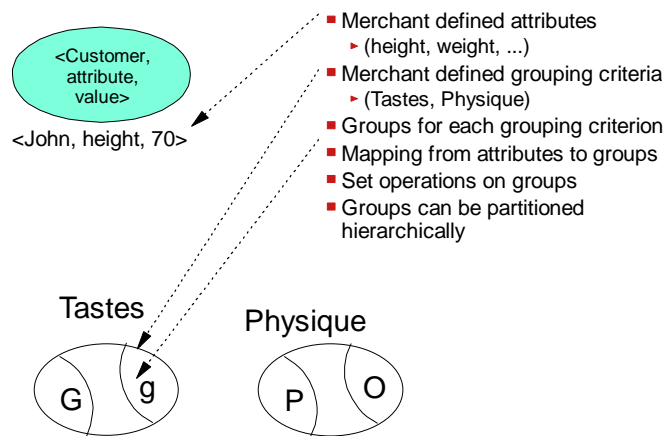 <Customer,
attribute,
value>
<John, height, 70>
Merchant defined attributes
(height, weight, ...)
Merchant defined grouping criteria
(Tastes, Physique)
Groups for each grouping criterion
Mapping from attributes to groups
Set operations on groups
Groups can be partitioned
hierarchically
Tastes
Physique
G
g
P
O